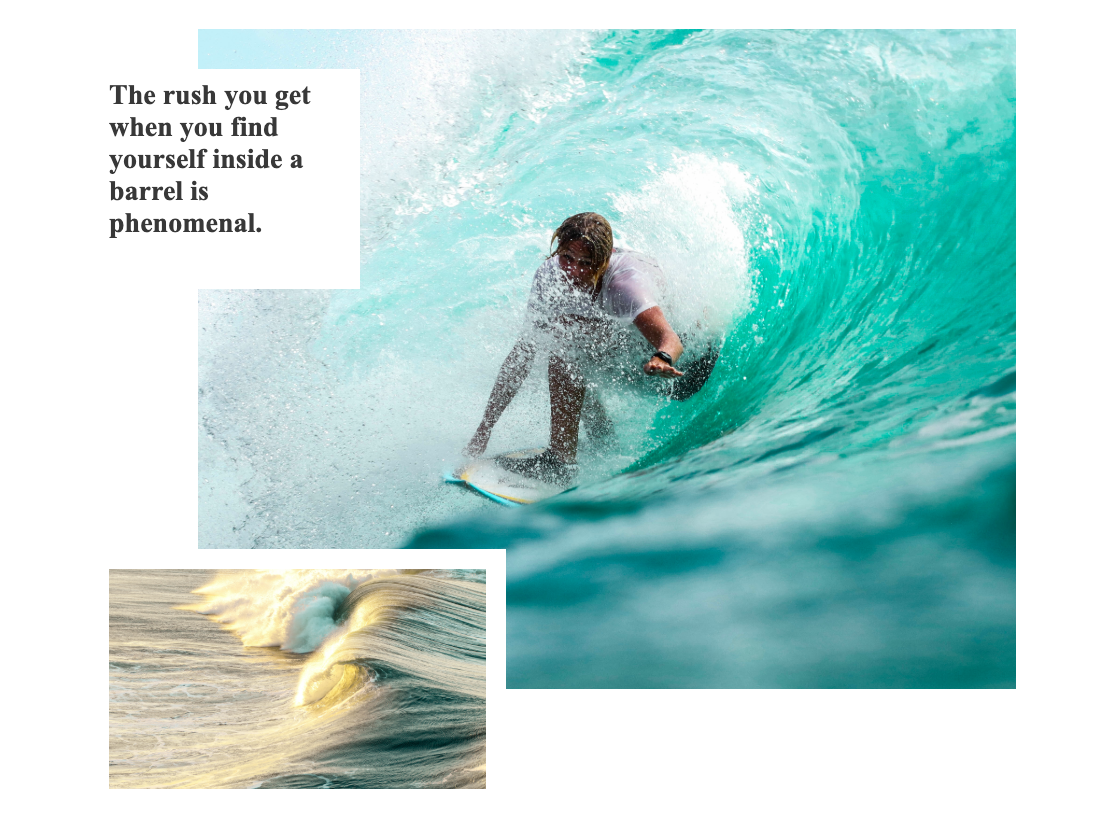 The rush you get
when you find
yourself inside a
barrel is
phenomenal.